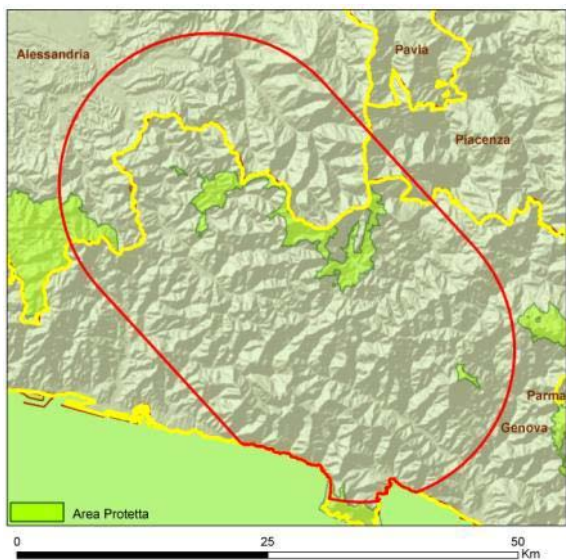 Alessandria
Pavia
Piacenza
Parma
Genova
Area Protetta
0 25 50
Km